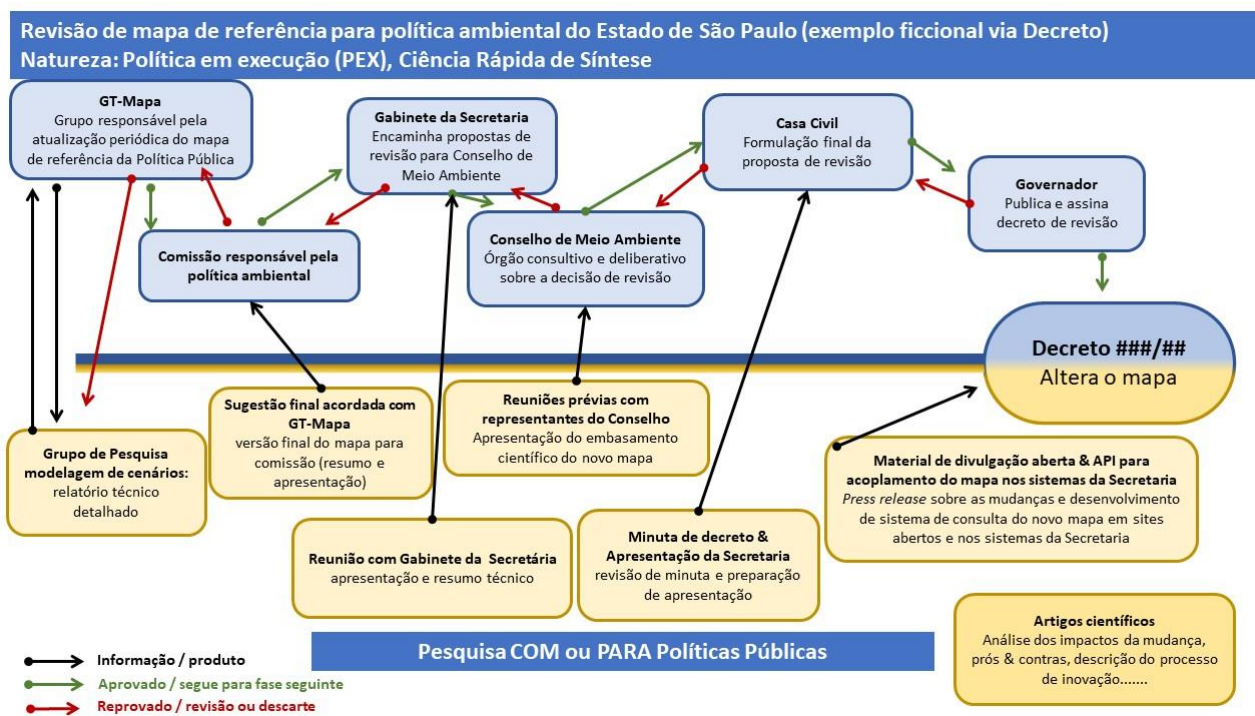 Revisão de mapa de referência para política ambiental do Estado de São Paulo (exemplo ficcional via Decreto)
Natureza: Política em execução (PEX), Ciência Rápida de Síntese
GT-Mapa
Grupo responsável pela
atualização periódica do mapa
de referência da Política Pública
Gabinete da Secretaria
Encaminha propostas de
revisão para Conselho de
Meio Ambiente
Casa Civil
Formulação final da
proposta de revisão
Governador
Publica e assina
decreto de revisão
Comissão responsável pela
política ambiental
Conselho de Meio Ambiente
Órgão consultivo e deliberativo
sobre a decisão de revisão
Decreto ###/##
Altera o mapa
Grupo de Pesquisa
modelagem de cenários:
relatório técnico
detalhado
Sugestão final acordada com
GT-Mapa
versão final do mapa para
comissão (resumo e
apresentação)
Reuniões prévias com
representantes do Conselho
Apresentação do embasamento
científico do novo mapa
Material de divulgação aberta & API para
acoplamento do mapa nos sistemas da Secretaria
Press release sobre as mudanças e desenvolvimento
de sistema de consulta do novo mapa em sites
abertos e nos sistemas da Secretaria
Reunião com Gabinete da Secretária
apresentação e resumo técnico
Minuta de decreto &
Apresentação da Secretaria
revisão de minuta e preparação
de apresentação
Artigos científicos
Análise dos impactos da mudança,
prós & contras, descrição do processo
de inovação.......
Pesquisa COM ou PARA Políticas Públicas
Informação / produto
Aprovado / segue para fase seguinte
Reprovado / revisão ou descarte